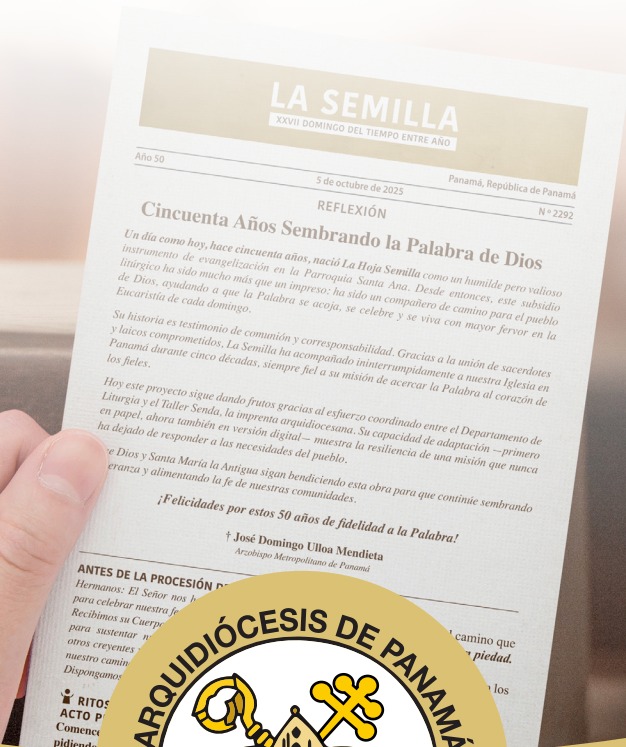 LA SEMILLA
XXVII DOMINGO DEL TIEMPO ENTRE AÑO
Año 50
5 de octubre de 2025
Panamá, República de Panamá
N º 2292
REFLEXIÓN
Cincuenta Años Sembrando la Palabra de Dios
Un día como hoy, hace cincuenta años, nació La Hoja Semilla como un humilde pero valioso
instrumento de evangelización en la Parroquia Santa Ana. Desde entonces, este subsidio
litúrgico ha sido mucho más que un impreso: ha sido un compañero de camino para el pueblo
de Dios, ayudando a que la Palabra se acoja, se celebre y se viva con mayor fervor en la
Eucaristía de cada domingo.
Su historia es testimonio de comunión y corresponsabilidad. Gracias a la unión de sacerdotes
y laicos comprometidos, La Semilla ha acompañado ininterrumpidamente a nuestra Iglesia en
Panamá durante cinco décadas, siempre fiel a su misión de acercar la Palabra al corazón de
los fieles.
Hoy este proyecto sigue dando frutos gracias al esfuerzo coordinado entre el Departamento de
Liturgia y el Taller Senda, la imprenta arquidiocesana. Su capacidad de adaptación —primero
en papel, ahora también en versión digital— muestra la resiliencia de una misión que nunca
ha dejado de responder a las necesidades del pueblo.
Dios y Santa María la Antigua sigan bendiciendo esta obra para que continúe sembrando
eranza y alimentando la fe de nuestras comunidades.
¡Felicidades por estos 50 años de fidelidad a la Palabra!
† José Domingo Ulloa Mendieta
Arzobispo Metropolitano de Panamá
ANTES DE LA PROCESIÓN D
Hermanos: El Señor nos h
para celebrar nuestra fe camino que
Recibimos su Cuerp piedad.
para sustentar n
otros creyentes los
nuestro camin
Dispongamos
RITOS
ACTO P
Comenc
pidiend
ARQUIDIÓCESIS DE PANAMÁ